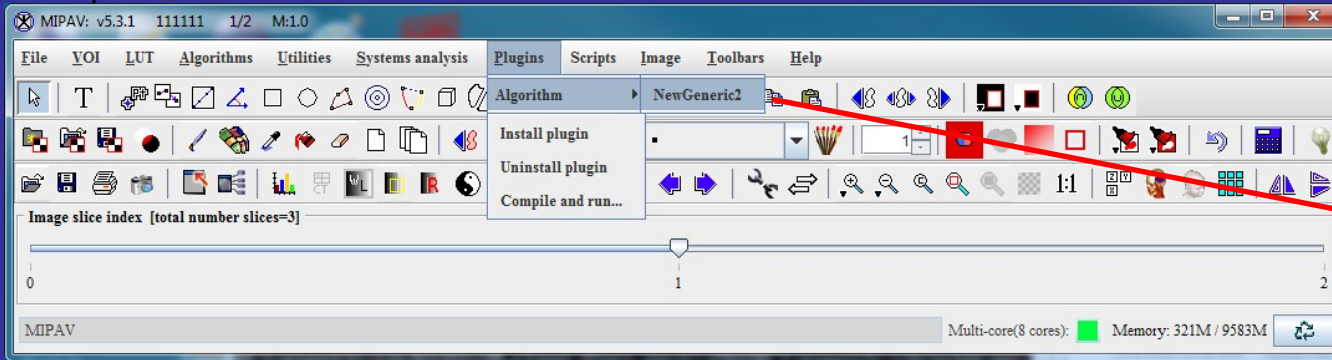 MIPAV: v5.3.1 111111 1/2 M:1.0
File VOI LUT Algorithms Utilities Systems analysis Plugins Scripts Image Toolbars Help
T
Algorithm NewGeneric2
Install plugin
1
Uninstall plugin
W L R 1:1
Compile and run...
Image slice index [total number slices=3]
0 1 2
MIPAV Multi-core(8 cores): Memory: 321M / 9583M